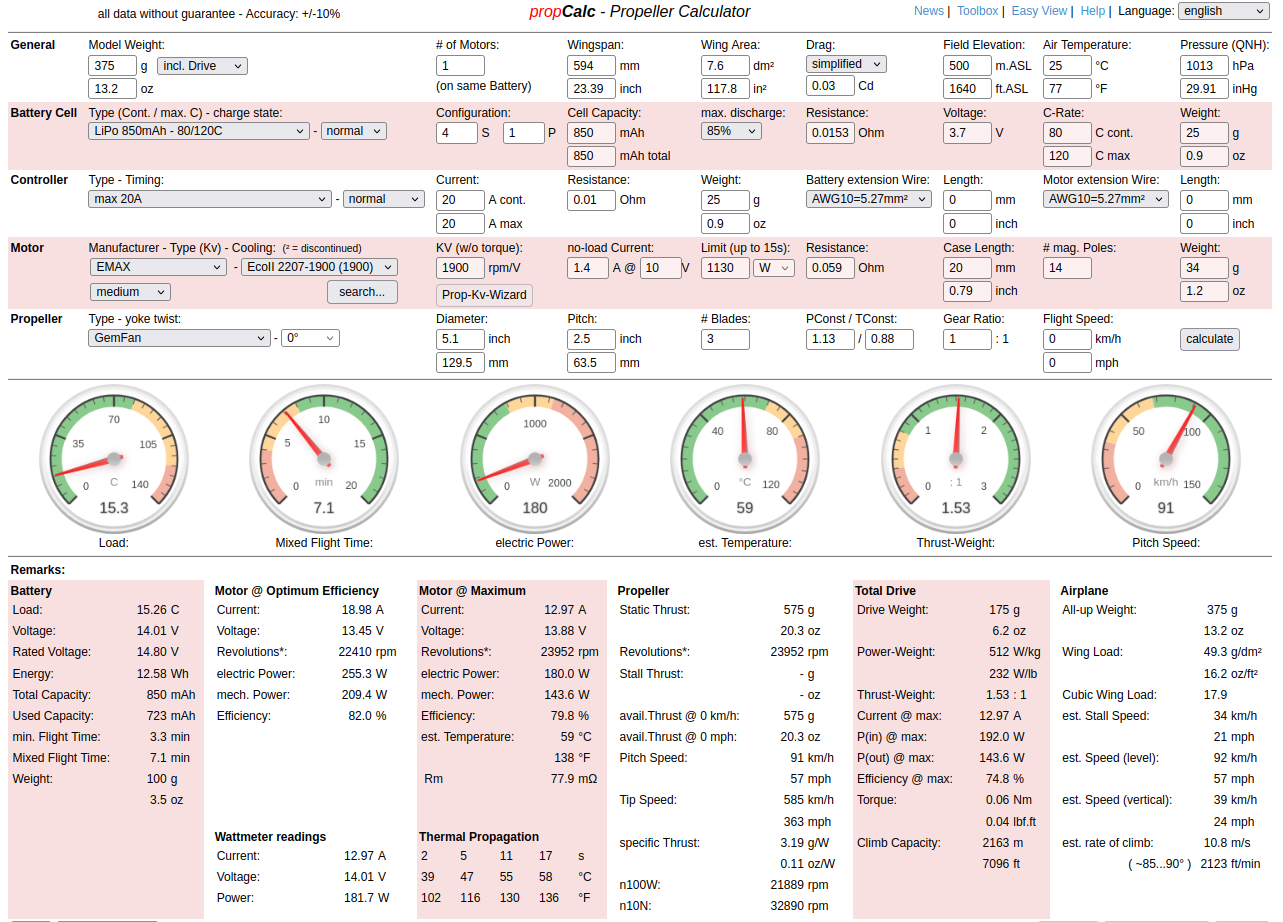 all data without guarantee - Accuracy: +/-10% propCalc - Propeller Calculator News | Toolbox | Easy View | Help | Language: english
General Model Weight: # of Motors: Wingspan: Wing Area: Drag: Field Elevation: Air Temperature: Pressure (QNH):
375 g incl. Drive 1 594 mm 7.6 dm² simplified 500 m.ASL 25 °C 1013 hPa
13.2 oz (on same Battery) 23.39 inch 117.8 in² 0.03 Cd 1640 ft.ASL 77 °F 29.91 inHg
Battery Cell Type (Cont. / max. C) - charge state: Configuration: Cell Capacity: max. discharge: Resistance: Voltage: C-Rate: Weight:
LiPo 850mAh - 80/120C - normal 4 S 1 P 850 mAh 85% 0.0153 Ohm 3.7 V 80 C cont. 25 g
850 mAh total 120 C max 0.9 oz
Controller Type - Timing: Current: Resistance: Weight: Battery extension Wire: Length: Motor extension Wire: Length:
max 20A - normal 20 A cont. 0.01 Ohm 25 g AWG10=5.27mm² 0 mm AWG10=5.27mm² 0 mm
20 A max 0.9 oz 0 inch 0 inch
Motor Manufacturer - Type (Kv) - Cooling: (² = discontinued) KV (w/o torque): no-load Current: Limit (up to 15s): Resistance: Case Length: # mag. Poles: Weight:
EMAX - EcoII 2207-1900 (1900) 1900 rpm/V 1.4 A @ 10 V 1130 W 0.059 Ohm 20 mm 14 34 g
medium search... Prop-Kv-Wizard 0.79 inch 1.2 oz
Propeller Type - yoke twist: Diameter: Pitch: # Blades: PConst / TConst: Gear Ratio: Flight Speed:
GemFan - 0° 5.1 inch 2.5 inch 3 1.13 / 0.88 1 : 1 0 km/h calculate
129.5 mm 63.5 mm 0 mph
0 35 70 105 140 C 15.3
0 5 10 15 20 min 7.1
0 1000 2000 W 180
0 40 80 120 °C 59
0 1 2 3 : 1 1.53
0 50 100 150 km/h 91
Load: Mixed Flight Time: electric Power: est. Temperature: Thrust-Weight: Pitch Speed:
Remarks:
Battery
Load: 15.26 C
Voltage: 14.01 V
Rated Voltage: 14.80 V
Energy: 12.58 Wh
Total Capacity: 850 mAh
Used Capacity: 723 mAh
min. Flight Time: 3.3 min
Mixed Flight Time: 7.1 min
Weight: 100 g
3.5 oz
Motor @ Optimum Efficiency
Current: 18.98 A
Voltage: 13.45 V
Revolutions*: 22410 rpm
electric Power: 255.3 W
mech. Power: 209.4 W
Efficiency: 82.0 %
Wattmeter readings
Current: 12.97 A
Voltage: 14.01 V
Power: 181.7 W
Motor @ Maximum
Current: 12.97 A
Voltage: 13.88 V
Revolutions*: 23952 rpm
electric Power: 180.0 W
mech. Power: 143.6 W
Efficiency: 79.8 %
est. Temperature: 59 °C
138 °F
Rm 77.9 mΩ
Thermal Propagation
2 5 11 17 s
39 47 55 58 °C
102 116 130 136 °F
Propeller
Static Thrust: 575 g
20.3 oz
Revolutions*: 23952 rpm
Stall Thrust: - g
- oz
avail.Thrust @ 0 km/h: 575 g
avail.Thrust @ 0 mph: 20.3 oz
Pitch Speed: 91 km/h
57 mph
Tip Speed: 585 km/h
363 mph
specific Thrust: 3.19 g/W
0.11 oz/W
n100W: 21889 rpm
n10N: 32890 rpm
Total Drive
Drive Weight: 175 g
6.2 oz
Power-Weight: 512 W/kg
232 W/lb
Thrust-Weight: 1.53 : 1
Current @ max: 12.97 A
P(in) @ max: 192.0 W
P(out) @ max: 143.6 W
Efficiency @ max: 74.8 %
Torque: 0.06 Nm
0.04 lbf.ft
Climb Capacity: 2163 m
7096 ft
Airplane
All-up Weight: 375 g
13.2 oz
Wing Load: 49.3 g/dm²
16.2 oz/ft²
Cubic Wing Load: 17.9
est. Stall Speed: 34 km/h
21 mph
est. Speed (level): 92 km/h
57 mph
est. Speed (vertical): 39 km/h
24 mph
est. rate of climb: 10.8 m/s
( ~85...90° ) 2123 ft/min